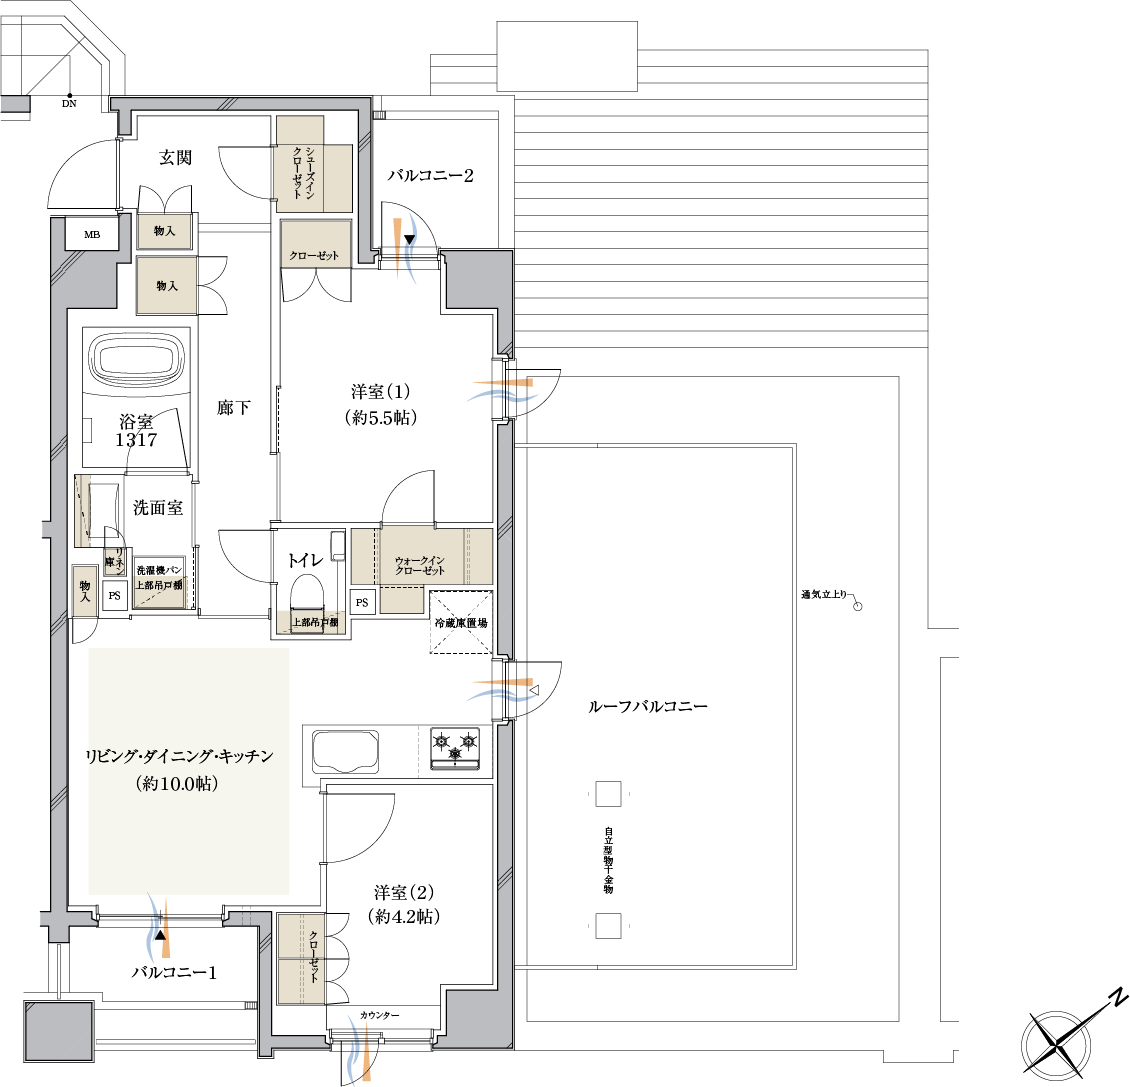 DN
玄関
シューズイン
クローゼット
バルコニー2
物入
MB
クローゼット
物入
洋室(1)
(約5.5帖)
廊下
浴室
1317
洗面室
リネン
庫
洗濯機パン
上部吊戸棚
物入
PS
トイレ
上部吊戸棚
PS
ウォークイン
クローゼット
冷蔵庫置場
通気立上り
ルーフバルコニー
リビング・ダイニング・キッチン
(約10.0帖)
自立型物干金物
洋室(2)
(約4.2帖)
クローゼット
バルコニー1
カウンター
N